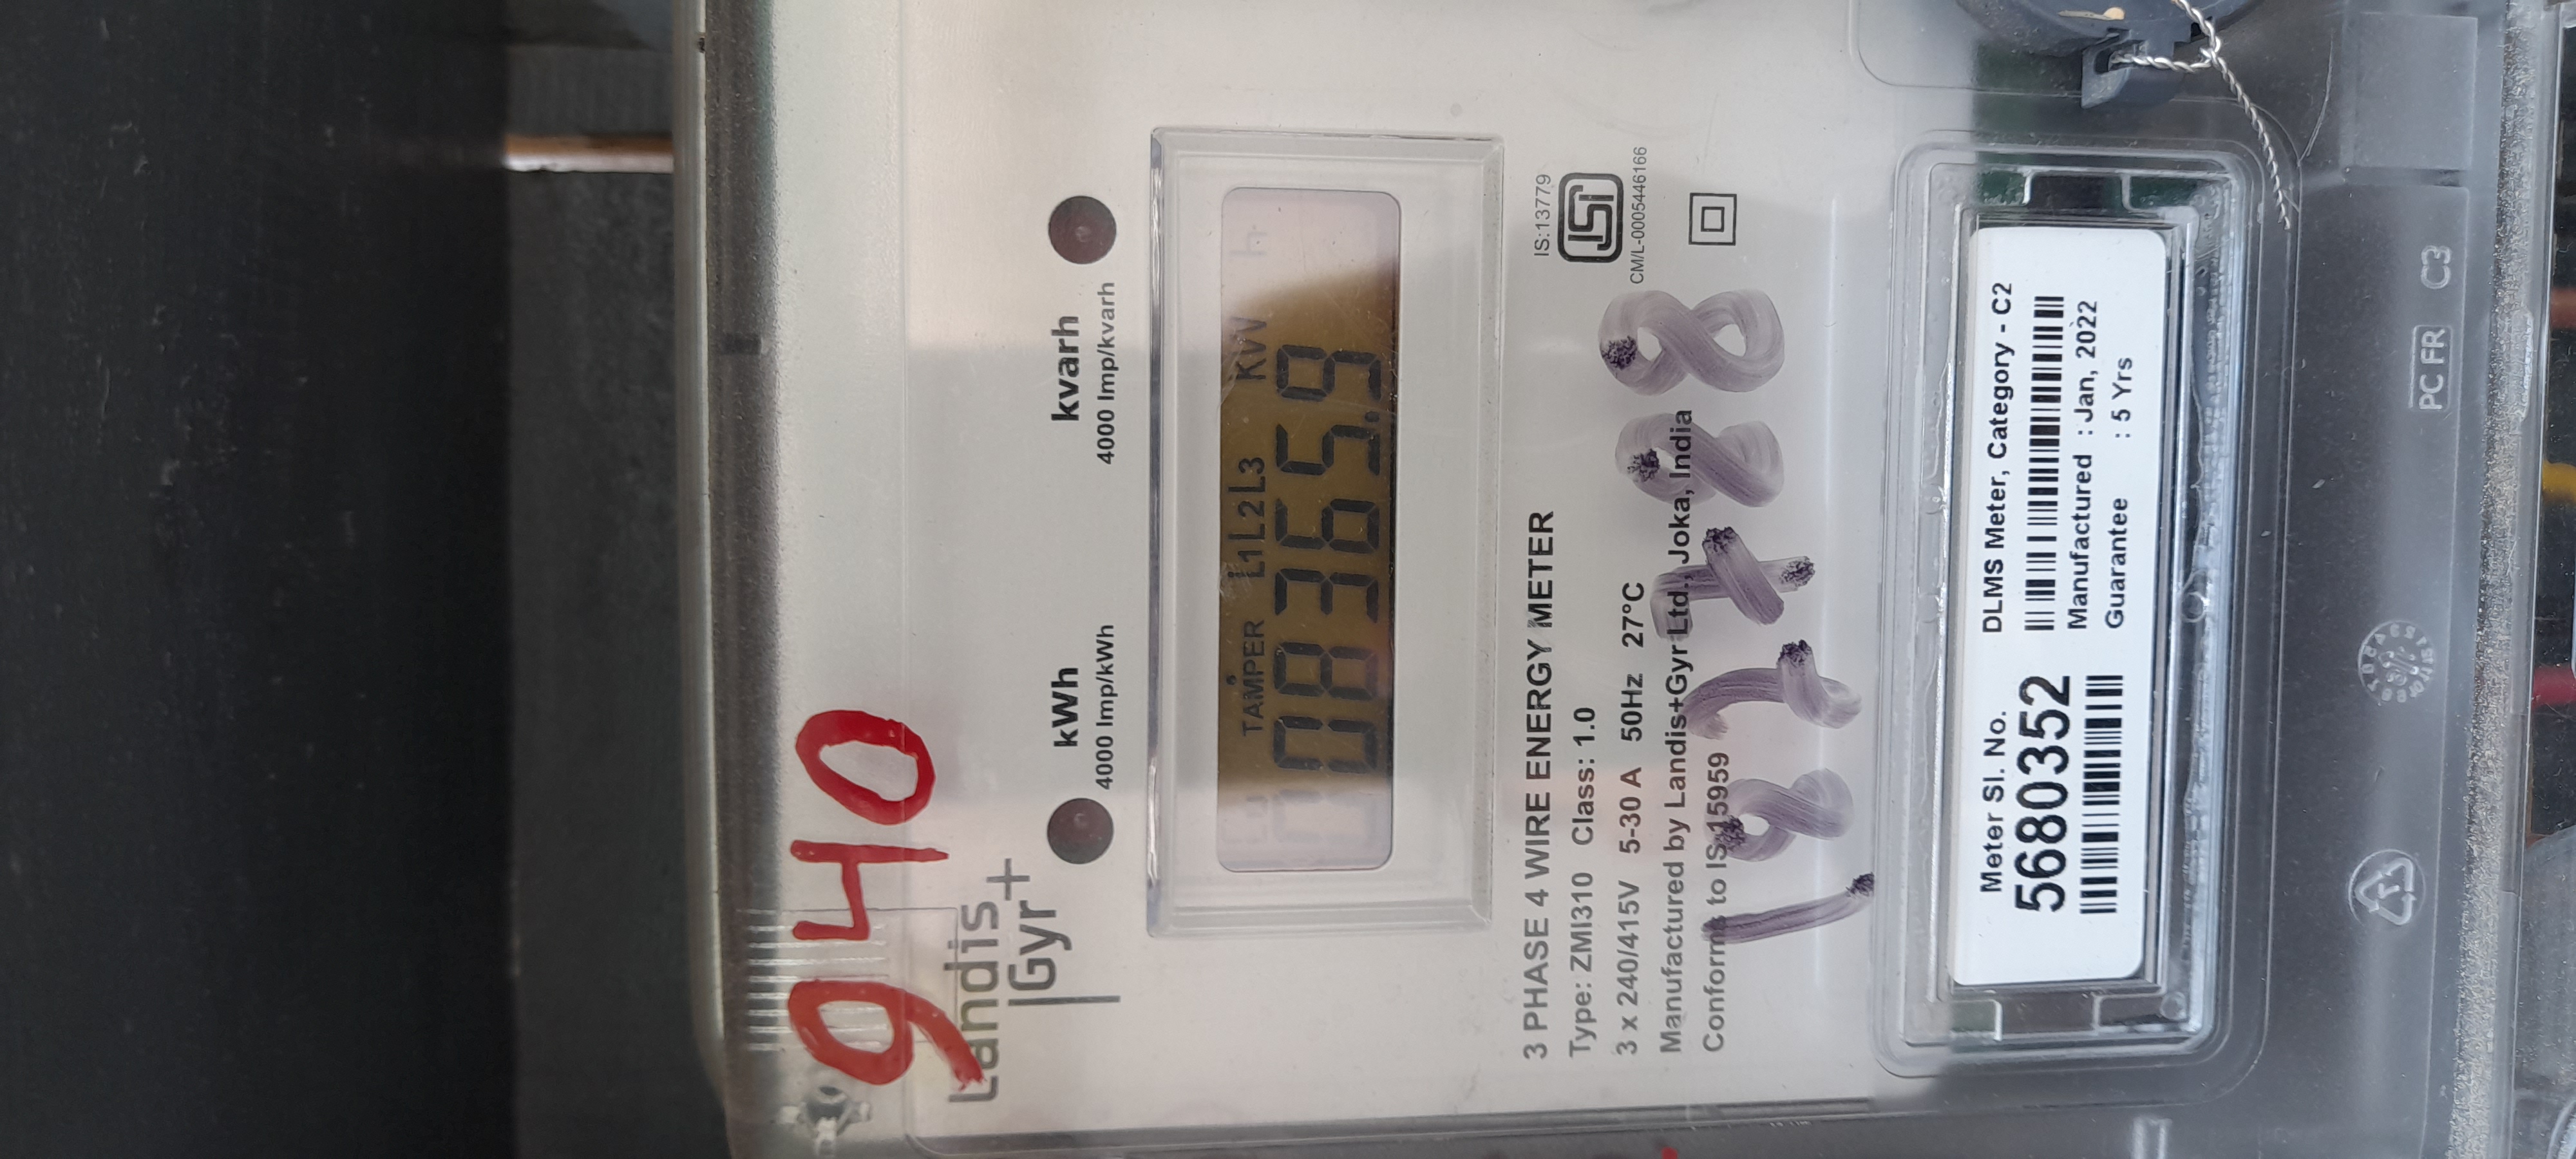 940
Landis
Gyr+
kWh
4000 Imp/kWh
kvarh
4000 Imp/kvarh
TAMPER L1L2L3 KW h
08365.9
3 PHASE 4 WIRE ENERGY METER
Type: ZMI310 Class: 1.0
3 x 240/415V 5-30 A 50Hz 27°C
Manufactured by Landis+Gyr Ltd., Joka, India
Conforms to IS:15959
IS:13779
ISI
CM/L-0005446166
Meter Sl. No.
5680352
DLMS Meter, Category - C2
Manufactured : Jan, 2022
Guarantee : 5 Yrs
PC FR C3